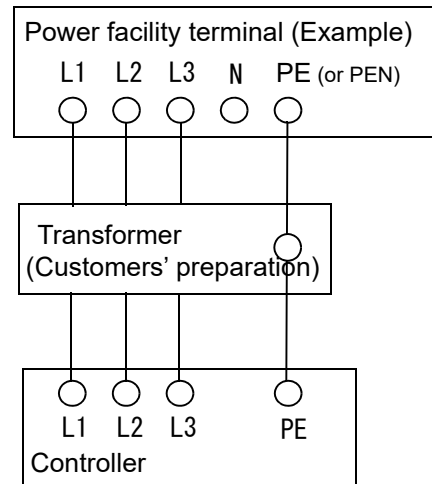 Power facility terminal (Example)
L1 L2 L3 N PE (or PEN)
Transformer
(Customers’ preparation)
L1 L2 L3 PE
Controller